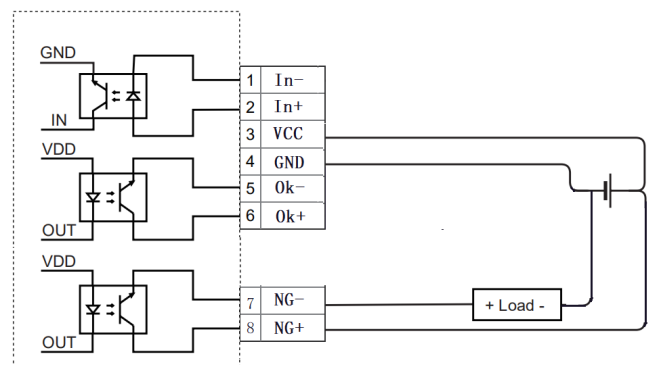 GND
IN
VDD
OUT
VDD
OUT
1 In-
2 In+
3 VCC
4 GND
5 Ok-
6 Ok+
7 NG-
8 NG+
+ Load -